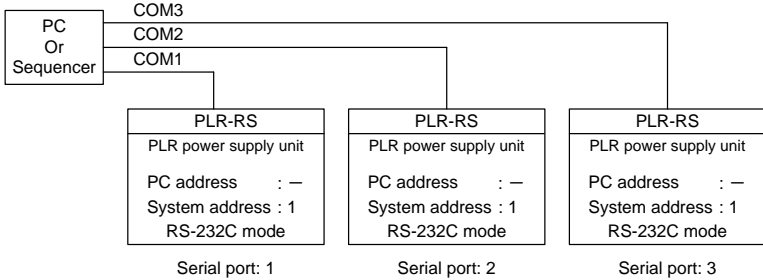 COM3
COM2
COM1
PC
Or
Sequencer
PLR-RS
PLR power supply unit
PC address : —
System address : 1
RS-232C mode
Serial port: 1
PLR-RS
PLR power supply unit
PC address : —
System address : 1
RS-232C mode
Serial port: 2
PLR-RS
PLR power supply unit
PC address : —
System address : 1
RS-232C mode
Serial port: 3